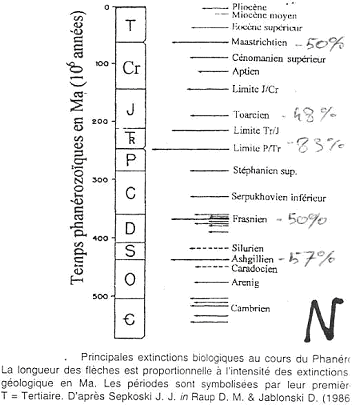 Temps phanérozoïques en Ma (10⁶ années)
0
100
200
300
400
500
T
Cr
J
TR
P
C
D
S
O
Є
Pliocène
Miocène moyen
Eocène supérieur
Maastrichtien - 50%
Cénomanien supérieur
Aptien
Limite J/Cr
Toarcien - 48%
Limite Tr/J
Limite P/Tr - 83%
Stéphanien sup.
Serpukhovien inférieur
Frasnien - 50%
Silurien
Ashgillien - 57%
Caradocien
Arenig
Cambrien
N
. Principales extinctions biologiques au cours du Phanér
La longueur des flèches est proportionnelle à l'intensité des extinctions
géologique en Ma. Les périodes sont symbolisées par leur premièr
T = Tertiaire. D'après Sepkoski J. J. in Raup D. M. & Jablonski D. (1986